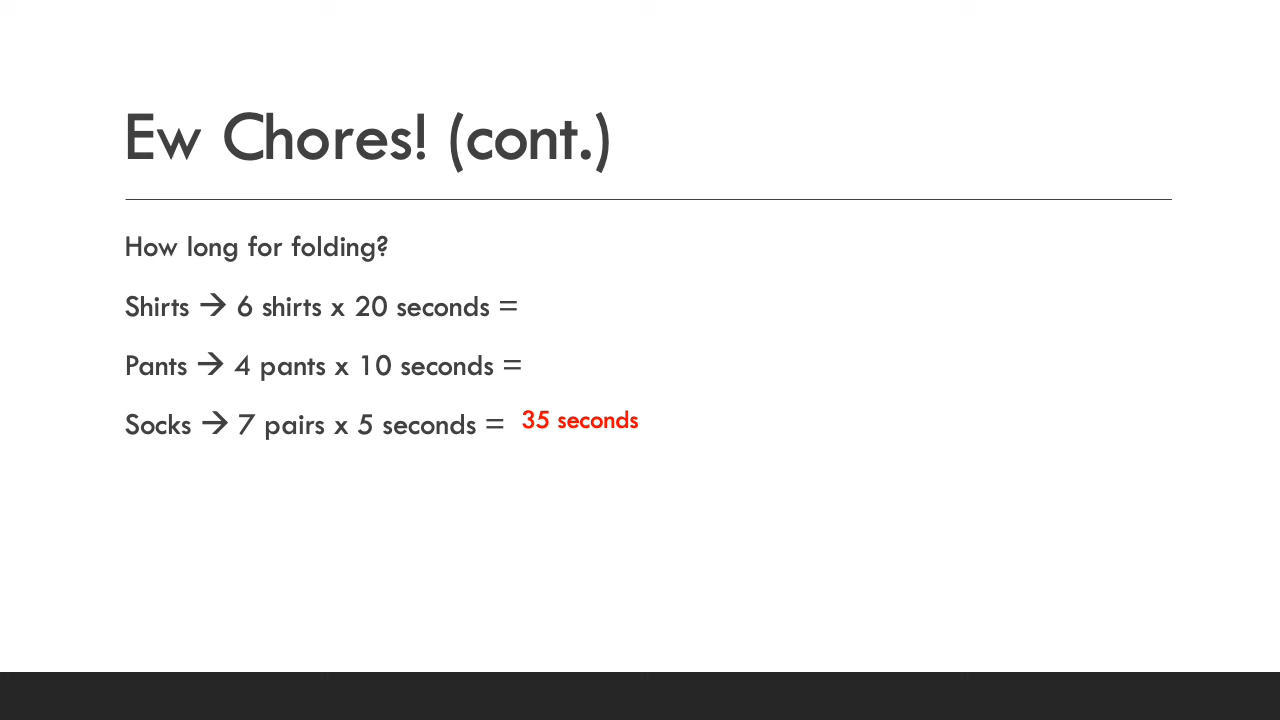 Ew Chores! (cont.)
How long for folding?
Shirts → 6 shirts x 20 seconds =
Pants → 4 pants x 10 seconds =
Socks → 7 pairs x 5 seconds = 35 seconds